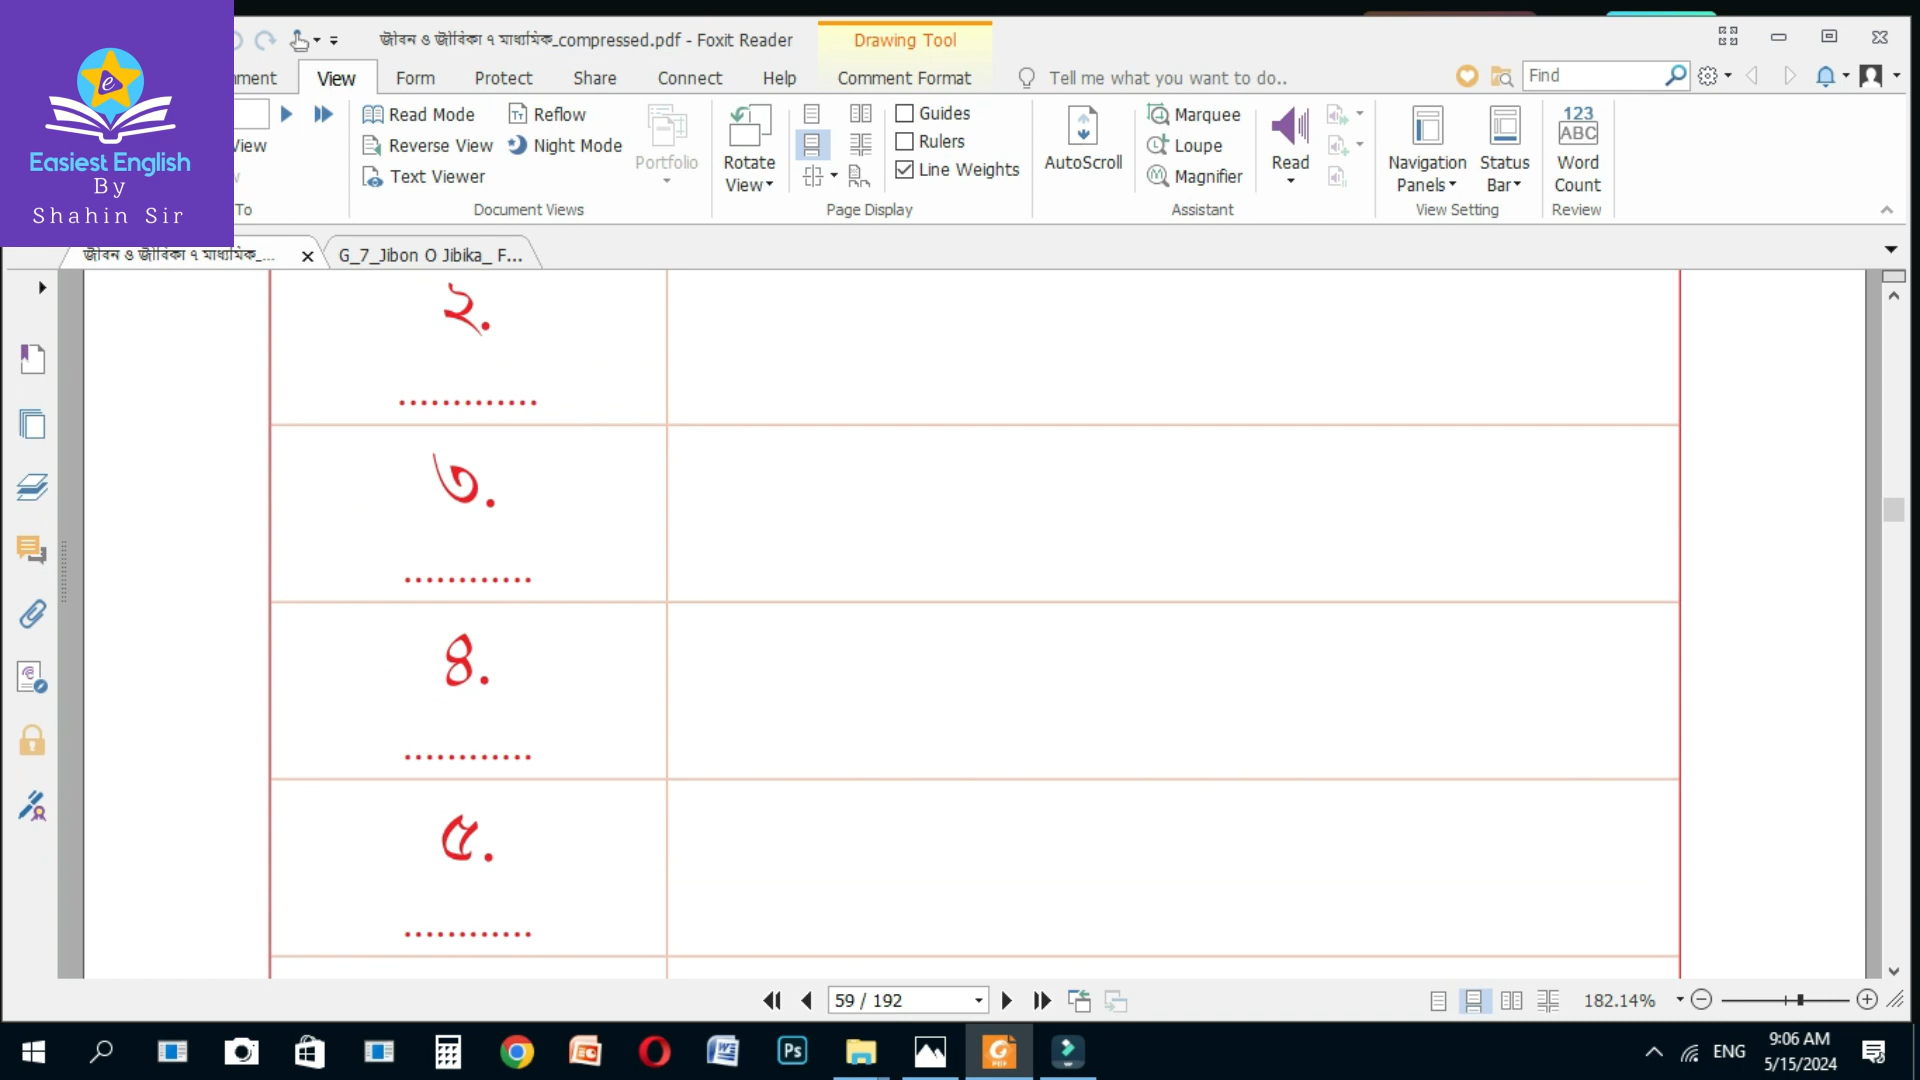 জীবন ও জীবিকা ৭ মাধ্যমিক_compressed.pdf - Foxit Reader
Drawing Tool
View
Form
Protect
Share
Connect
Help
Comment Format
Tell me what you want to do..
Find
Read Mode
Reflow
Reverse View
Night Mode
Text Viewer
Document Views
Portfolio
Rotate
View
Page Display
Guides
Rulers
Line Weights
AutoScroll
Marquee
Loupe
Magnifier
Assistant
Read
Navigation
Panels
Status
Bar
View Setting
123
ABC
Word
Count
Review
To
e
Easiest English
By
Shahin Sir
জীবন ও জীবিকা ৭ মাধ্যমিক_...
G_7_Jibon O Jibika_ F...
২.
.............
৩.
............
৪.
............
৫.
............
59 / 192
182.14%
Ps
PDF
ENG
9:06 AM
5/15/2024